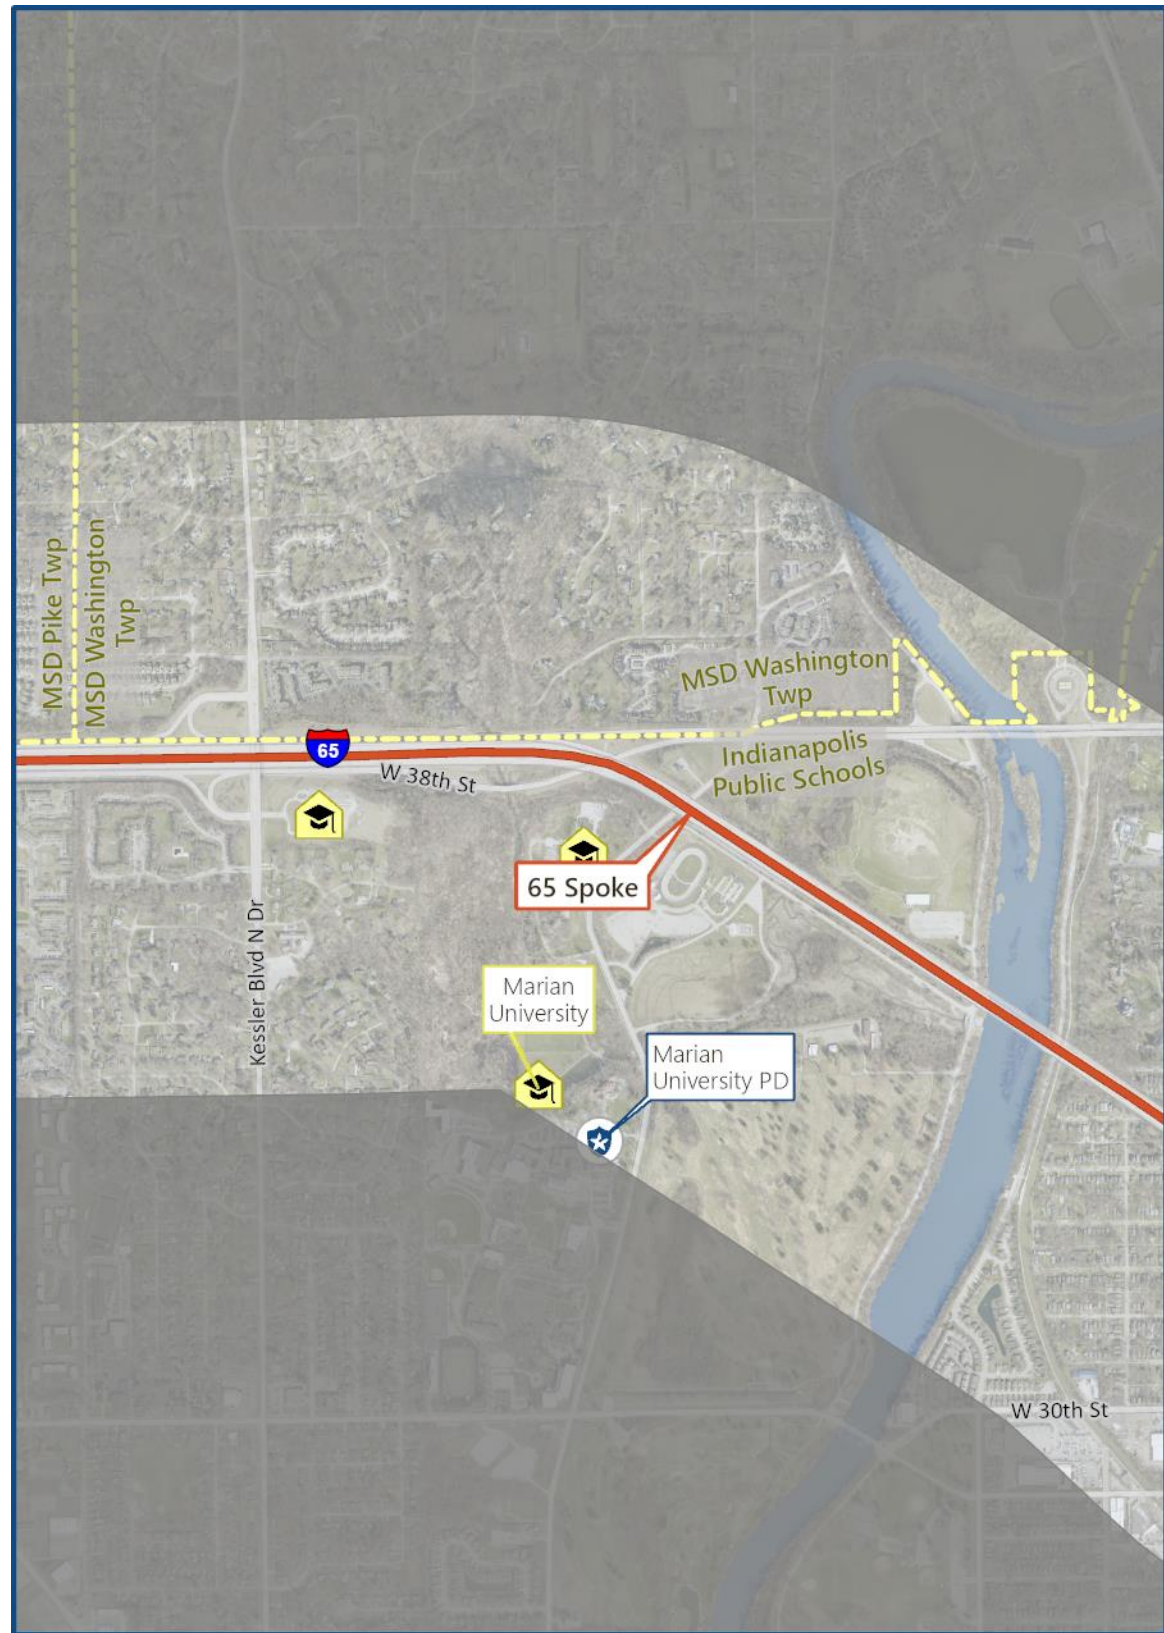 MSD Pike Twp
MSD Washington
Twp
MSD Washington
Twp
65
Indianapolis
Public Schools
W 38th St
65 Spoke
Kessler Blvd N Dr
Marian
University
Marian
University PD
W 30th St